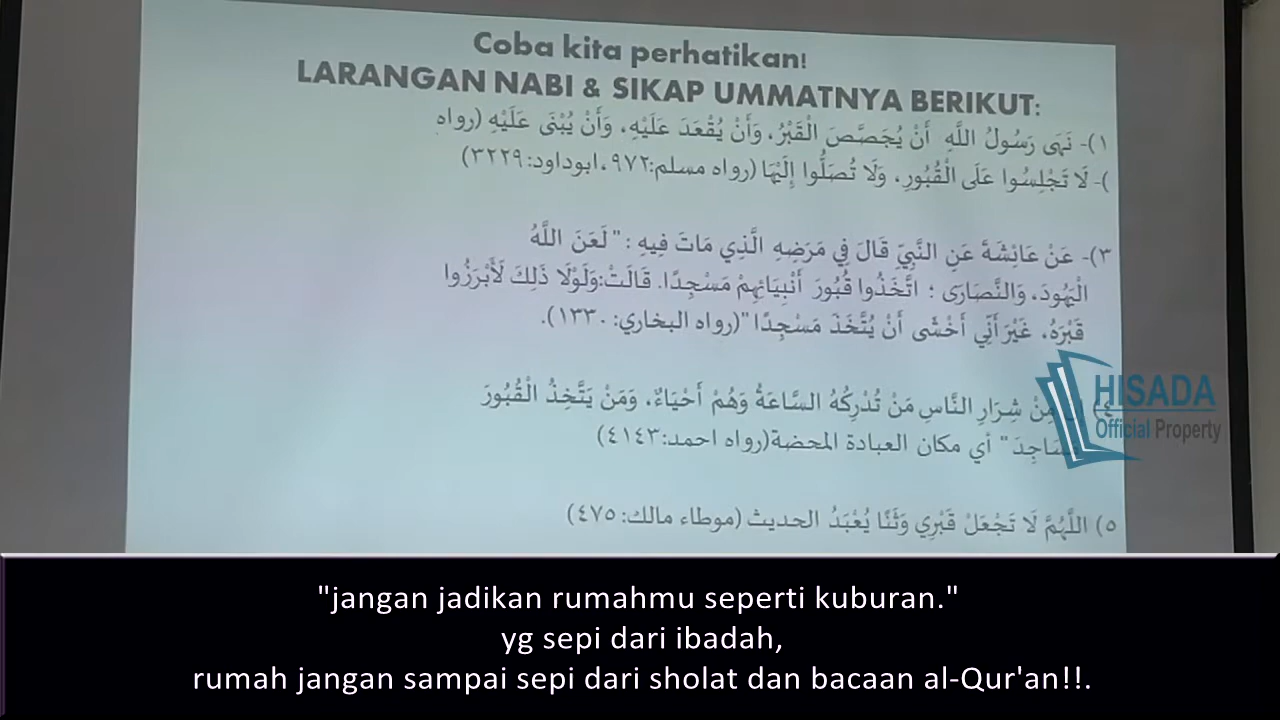 Coba kita perhatikan!
LARANGAN NABI & SIKAP UMMATNYA BERIKUT:
١)- نَهَى رَسُولُ اللَّهِ أَنْ يُجَصَّصَ الْقَبْرُ، وَأَنْ يُقْعَدَ عَلَيْهِ، وَأَنْ يُبْنَى عَلَيْهِ (رواه
)- لَا تَجْلِسُوا عَلَى الْقُبُورِ، وَلَا تُصَلُّوا إِلَيْهَا (رواه مسلم:٩٧٢،ابوداود:٣٢٢٩)
٣)- عَنْ عَائِشَةَ عَنِ النَّبِيِّ قَالَ فِي مَرَضِهِ الَّذِي مَاتَ فِيهِ : " لَعَنَ اللَّهُ
الْيَهُودَ، وَالنَّصَارَى ؛ اتَّخَذُوا قُبُورَ أَنْبِيَائِهِمْ مَسْجِدًا. قَالَتْ:وَلَوْلَا ذَلِكَ لَأَبْرَزُوا
قَبْرَهُ، غَيْرَ أَنِّي أَخْشَى أَنْ يُتَّخَذَ مَسْجِدًا "(رواه البخاري: ١٣٣٠).
٤) مِنْ شِرَارِ النَّاسِ مَنْ تُدْرِكُهُ السَّاعَةُ وَهُمْ أَحْيَاءٌ، وَمَنْ يَتَّخِذُ الْقُبُورَ
مَسَاجِدَ " أي مكان العبادة المحضة(رواه احمد:٤١٤٣)
٥) اللَّهُمَّ لَا تَجْعَلْ قَبْرِي وَثَنًا يُعْبَدُ الحديث (موطاء مالك:٤٧٥)
HISADA
Official Property
"jangan jadikan rumahmu seperti kuburan."
yg sepi dari ibadah,
rumah jangan sampai sepi dari sholat dan bacaan al-Qur'an!!.